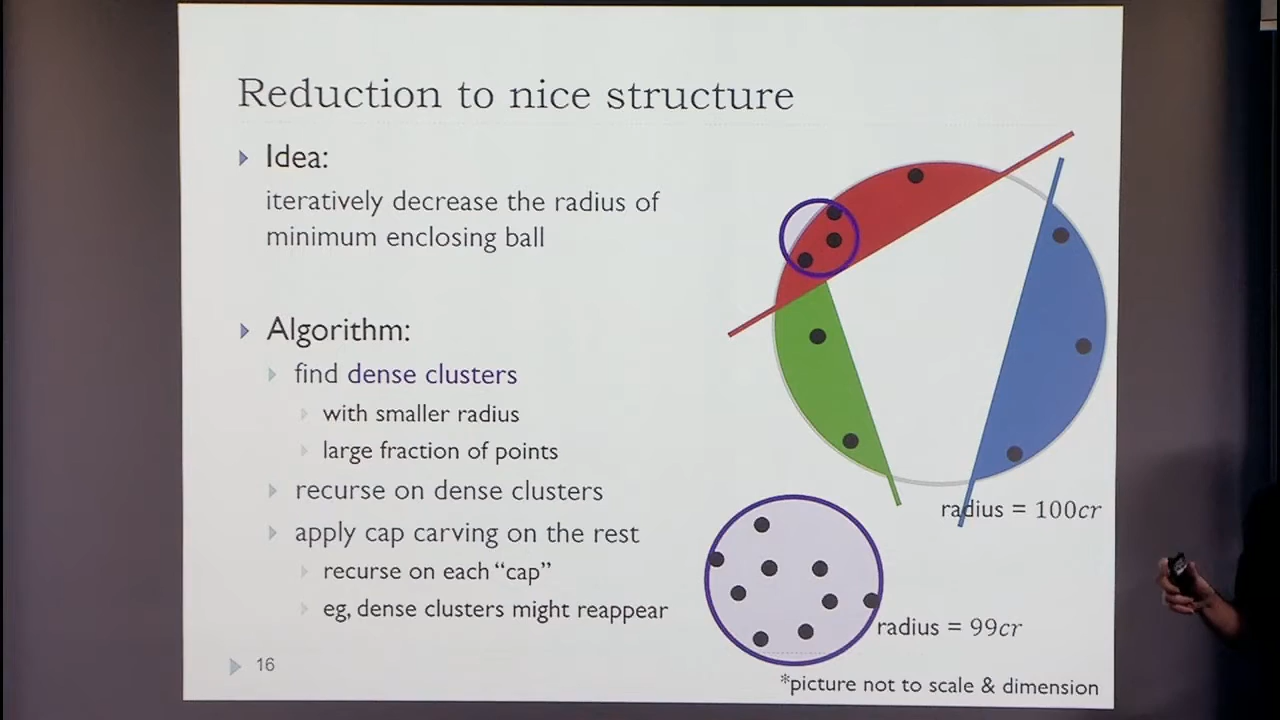 Reduction to nice structure
Idea:
iteratively decrease the radius of
minimum enclosing ball
Algorithm:
find dense clusters
with smaller radius
large fraction of points
recurse on dense clusters
apply cap carving on the rest
recurse on each “cap”
eg, dense clusters might reappear
radius = 100cr
radius = 99cr
*picture not to scale & dimension
16